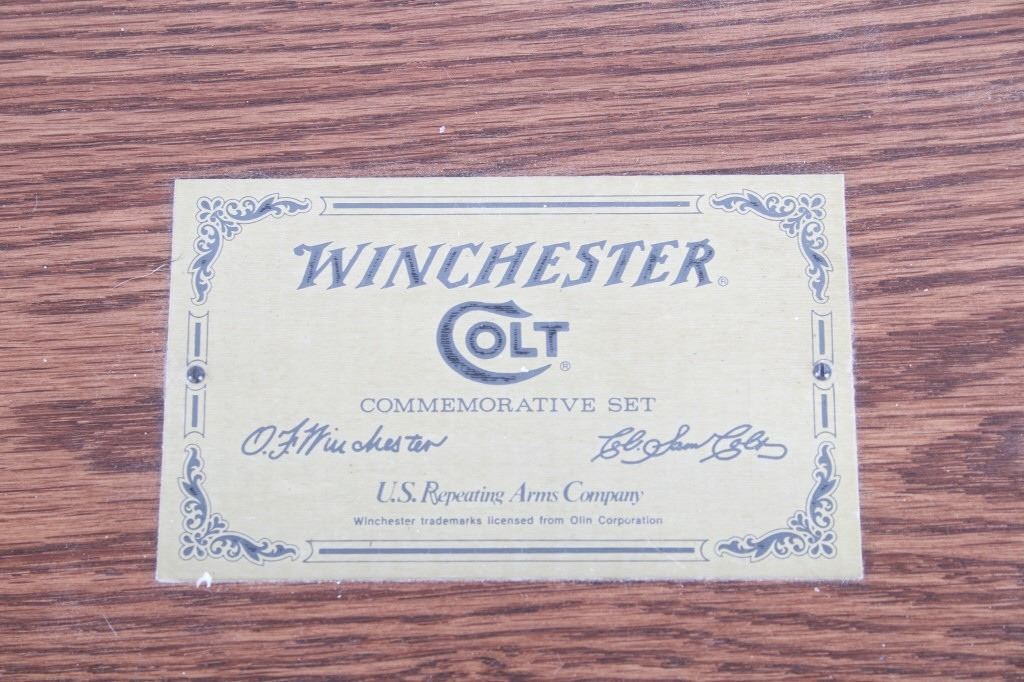 WINCHESTER®
COLT®
COMMEMORATIVE SET
O. F. Winchester Col. Sam Colt
U.S. Repeating Arms Company
Winchester trademarks licensed from Olin Corporation